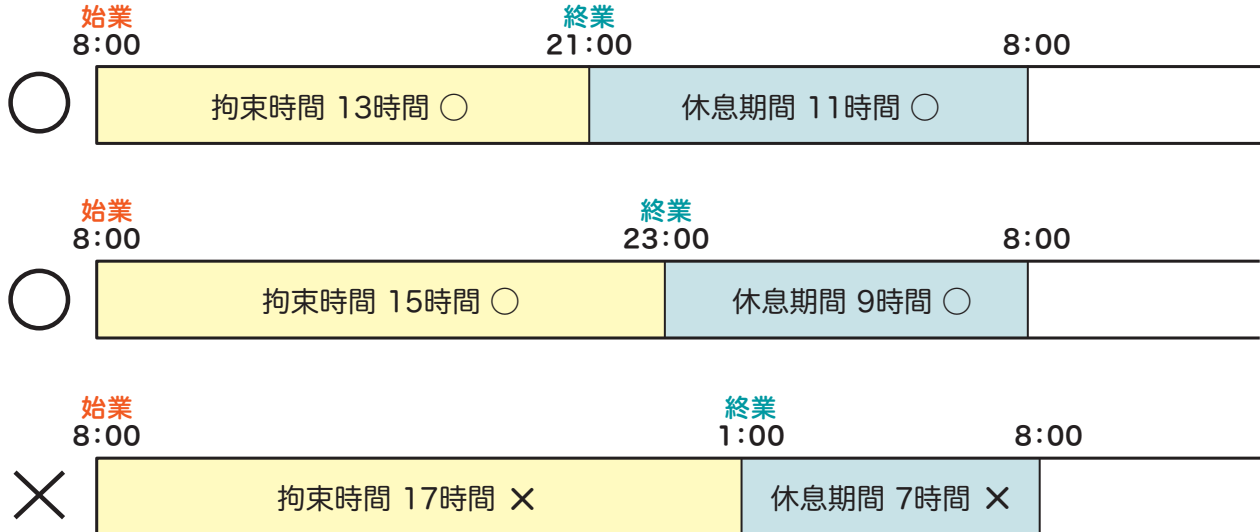 始業 終業
8:00 21:00 8:00
拘束時間 13時間 ○ 休息期間 11時間 ○
始業 終業
8:00 23:00 8:00
拘束時間 15時間 ○ 休息期間 9時間 ○
始業 終業
8:00 1:00 8:00
拘束時間 17時間 × 休息期間 7時間 ×